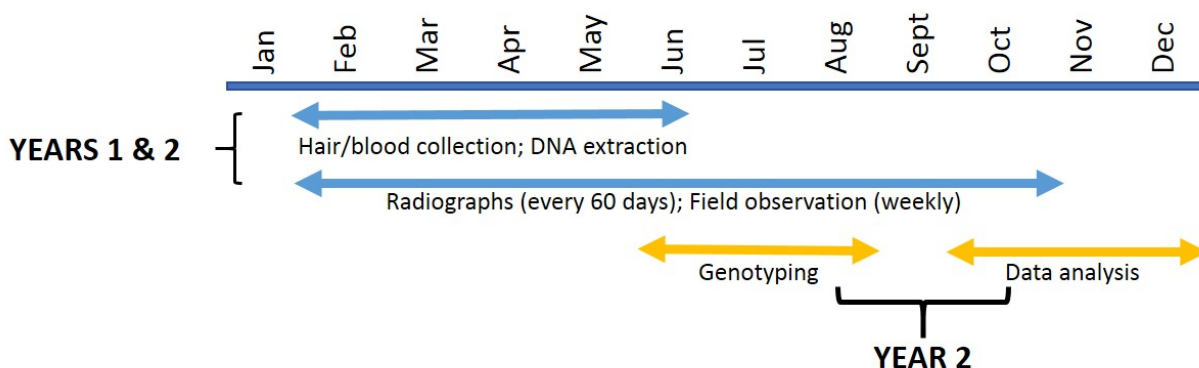 Jan Feb Mar Apr May Jun Jul Aug Sept Oct Nov Dec
YEARS 1 & 2
Hair/blood collection; DNA extraction
Radiographs (every 60 days); Field observation (weekly)
Genotyping
Data analysis
YEAR 2